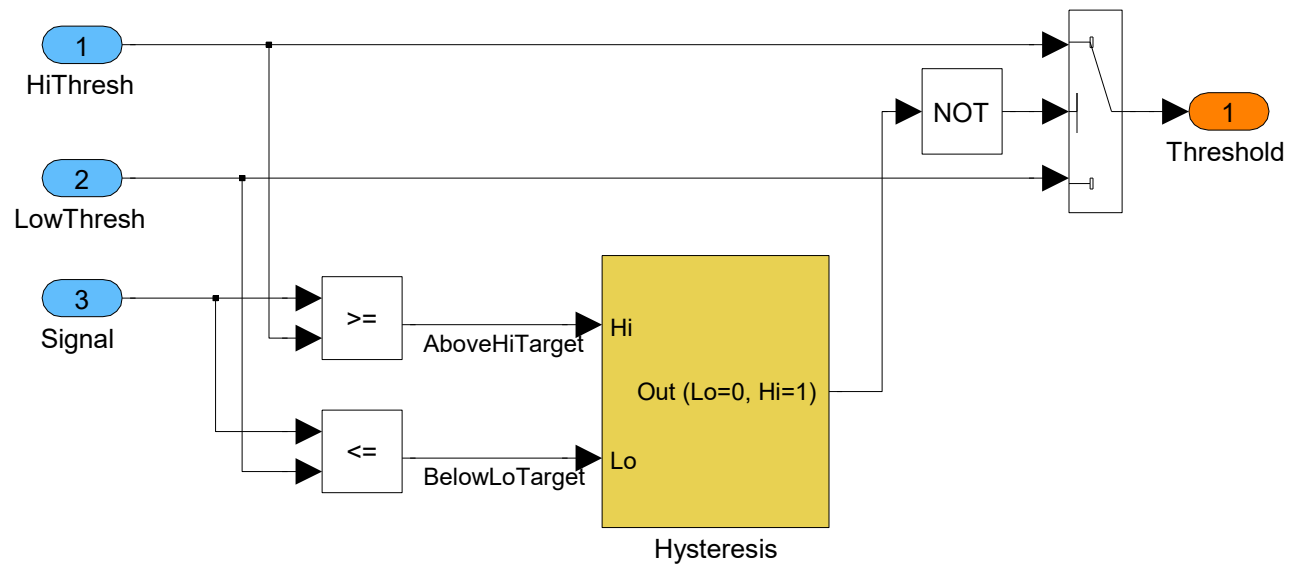 1
HiThresh
NOT
1
Threshold
2
LowThresh
3
Signal
>=
AboveHiTarget
Hi
Out (Lo=0, Hi=1)
<=
BelowLoTarget
Lo
Hysteresis